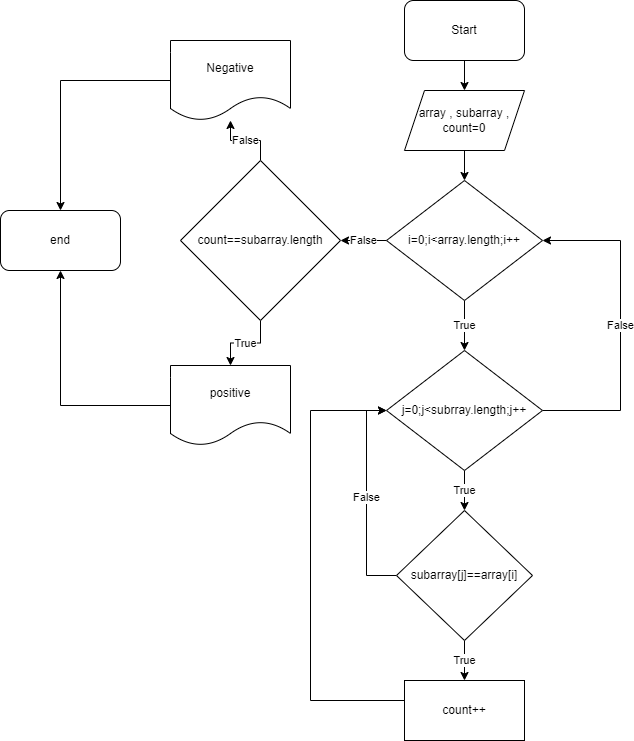 Start
array , subarray ,
count=0
i=0;i<array.length;i++
False
True
False
count==subarray.length
False
Negative
True
positive
end
j=0;j<subrray.length;j++
True
False
subarray[j]==array[i]
True
count++